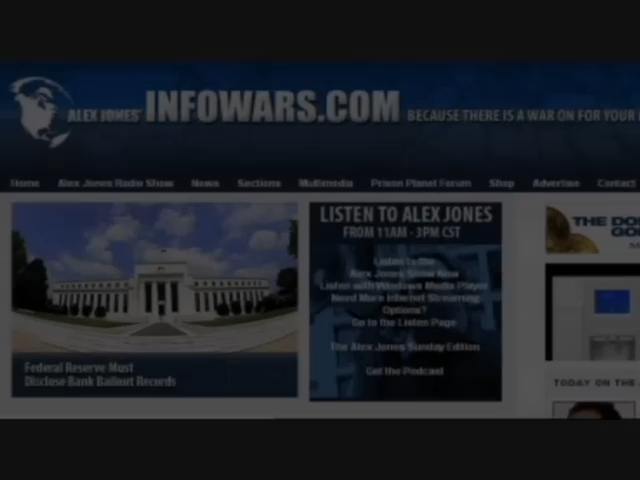 ALEX JONES' INFOWARS.COM BECAUSE THERE IS A WAR ON FOR YOUR
Home Alex Jones Radio Show News Sections Multimedia Prison Planet Forum Shop Advertise Contact
LISTEN TO ALEX JONES
FROM 11AM - 3PM CST
Listen to the
Alex Jones Show Now
Listen with Windows Media Player
Need More Internet Streaming
Options?
Go to the Listen Page
The Alex Jones Sunday Edition
Get the Podcast
Federal Reserve Must
Disclose Bank Bailout Records
THE DO
GO
TODAY ON THE